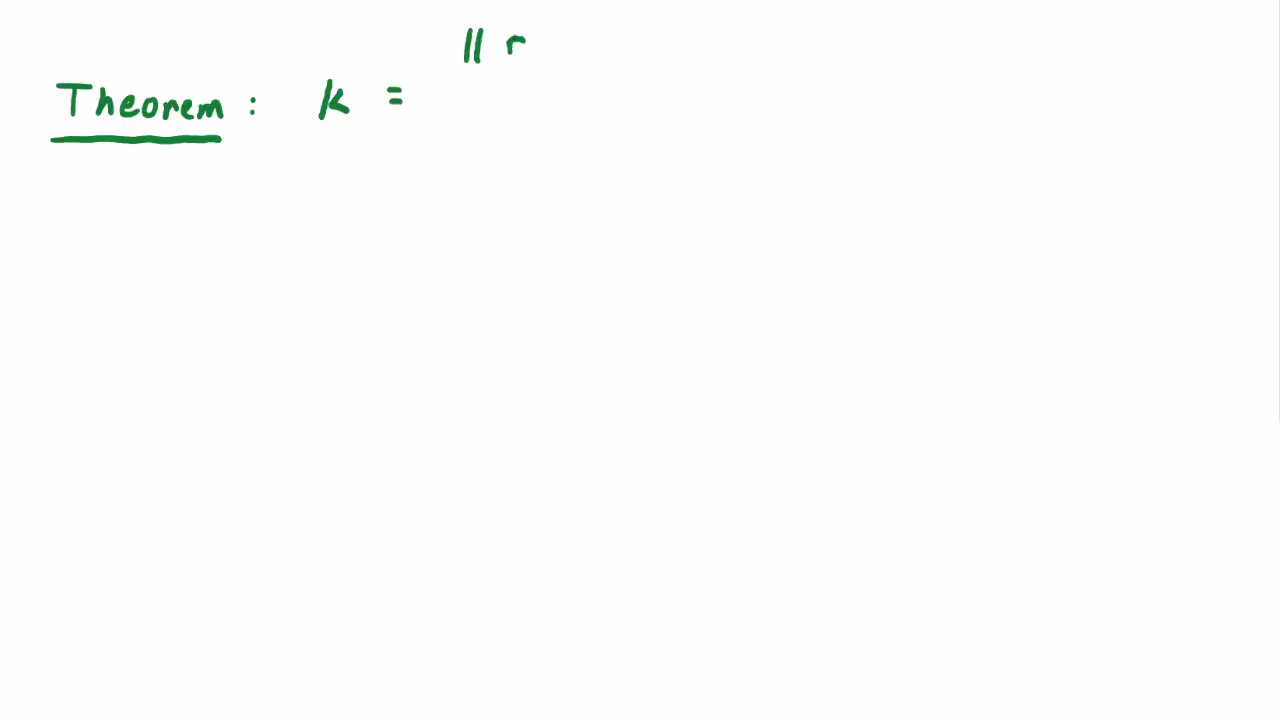 Theorem : k = || r